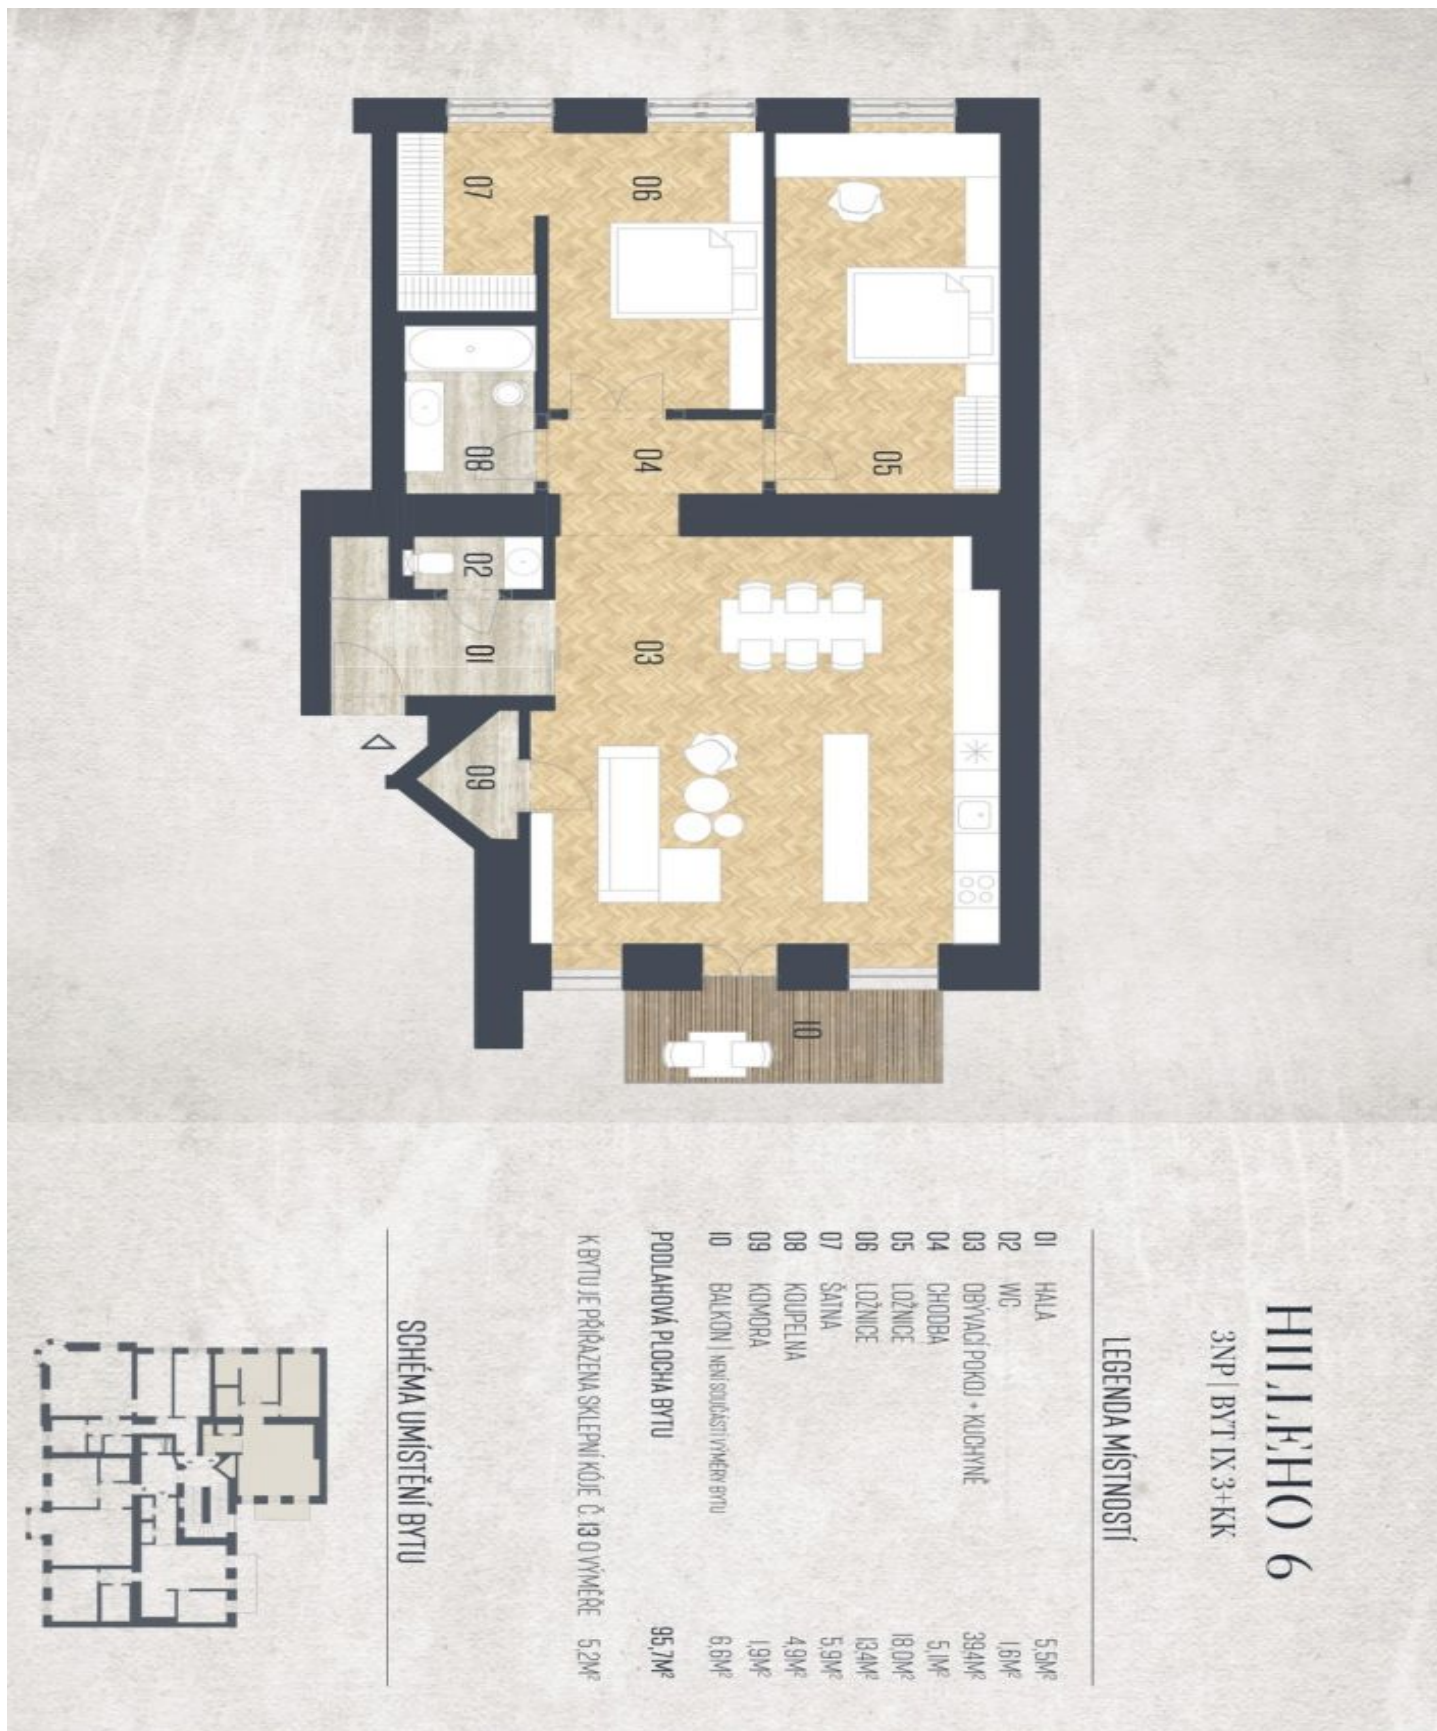 HILLEHO 6
3NP | BYT IX 3+KK
LEGENDA MÍSTNOSTÍ
01 HALA 5,5M²
02 WC 1,6M²
03 OBÝVACÍ POKOJ + KUCHYNĚ 39,4M²
04 CHODBA 5,1M²
05 LOŽNICE 18,0M²
06 LOŽNICE 13,4M²
07 ŠATNA 5,9M²
08 KOUPELNA 4,9M²
09 KOMORA 1,9M²
10 BALKON | NENÍ SOUČÁSTÍ VÝMĚRY BYTU 6,6M²
PODLAHOVÁ PLOCHA BYTU 95,7M²
K BYTU JE PŘIŘAZENA SKLEPNÍ KÓJE Č. 13 O VÝMĚŘE 5,2M²
SCHÉMA UMÍSTĚNÍ BYTU
05
06
04
03
10
07
08
02
01
09